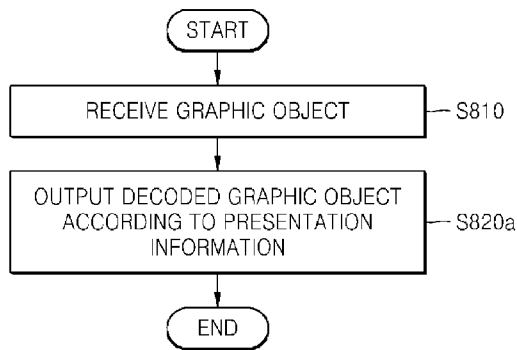 START
RECEIVE GRAPHIC OBJECT
S810
OUTPUT DECODED GRAPHIC OBJECT
ACCORDING TO PRESENTATION
INFORMATION
S820a
END